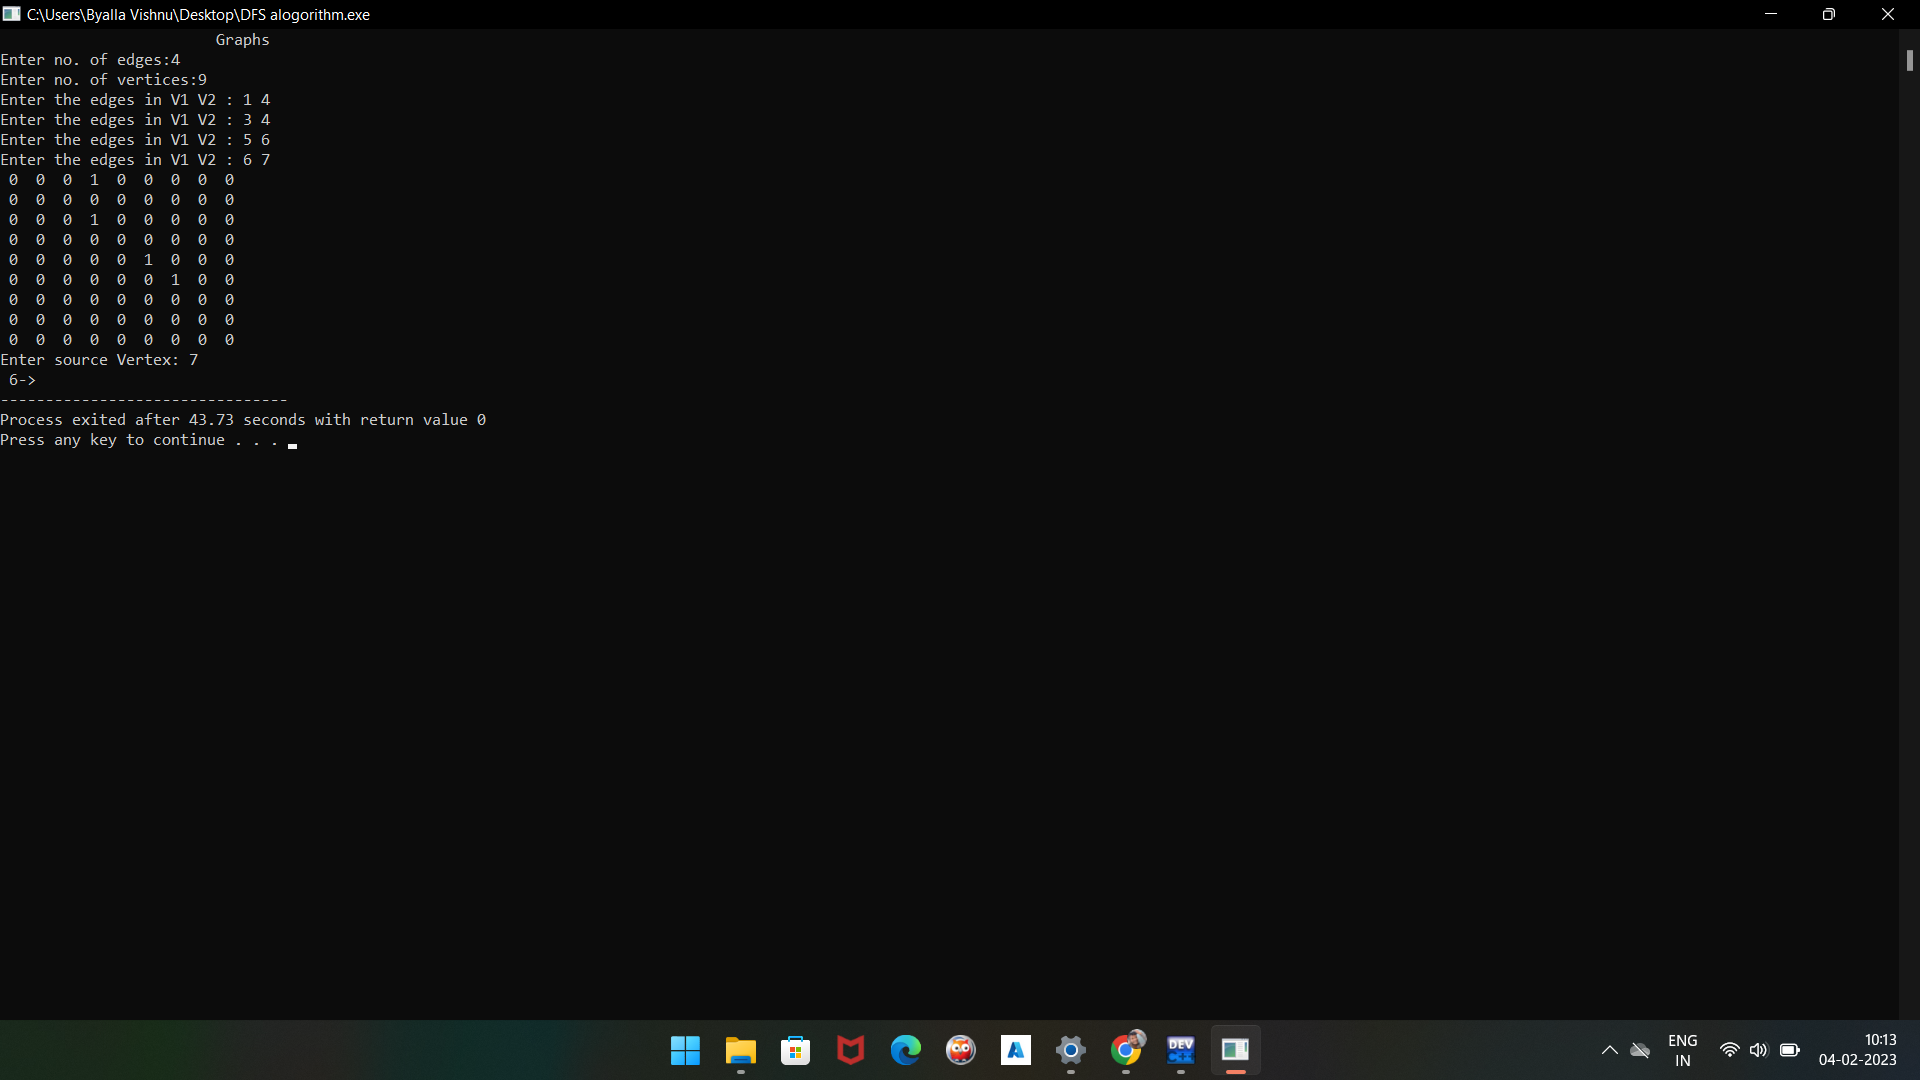 C:\Users\Byalla Vishnu\Desktop\DFS alogorithm.exe
Graphs
Enter no. of edges:4
Enter no. of vertices:9
Enter the edges in V1 V2 : 1 4
Enter the edges in V1 V2 : 3 4
Enter the edges in V1 V2 : 5 6
Enter the edges in V1 V2 : 6 7
0 0 0 1 0 0 0 0 0
0 0 0 0 0 0 0 0 0
0 0 0 1 0 0 0 0 0
0 0 0 0 0 0 0 0 0
0 0 0 0 0 1 0 0 0
0 0 0 0 0 0 1 0 0
0 0 0 0 0 0 0 0 0
0 0 0 0 0 0 0 0 0
0 0 0 0 0 0 0 0 0
Enter source Vertex: 7
6->
--------------------------------
Process exited after 43.73 seconds with return value 0
Press any key to continue . . .
DEV
C++
ENG
IN
10:13
04-02-2023